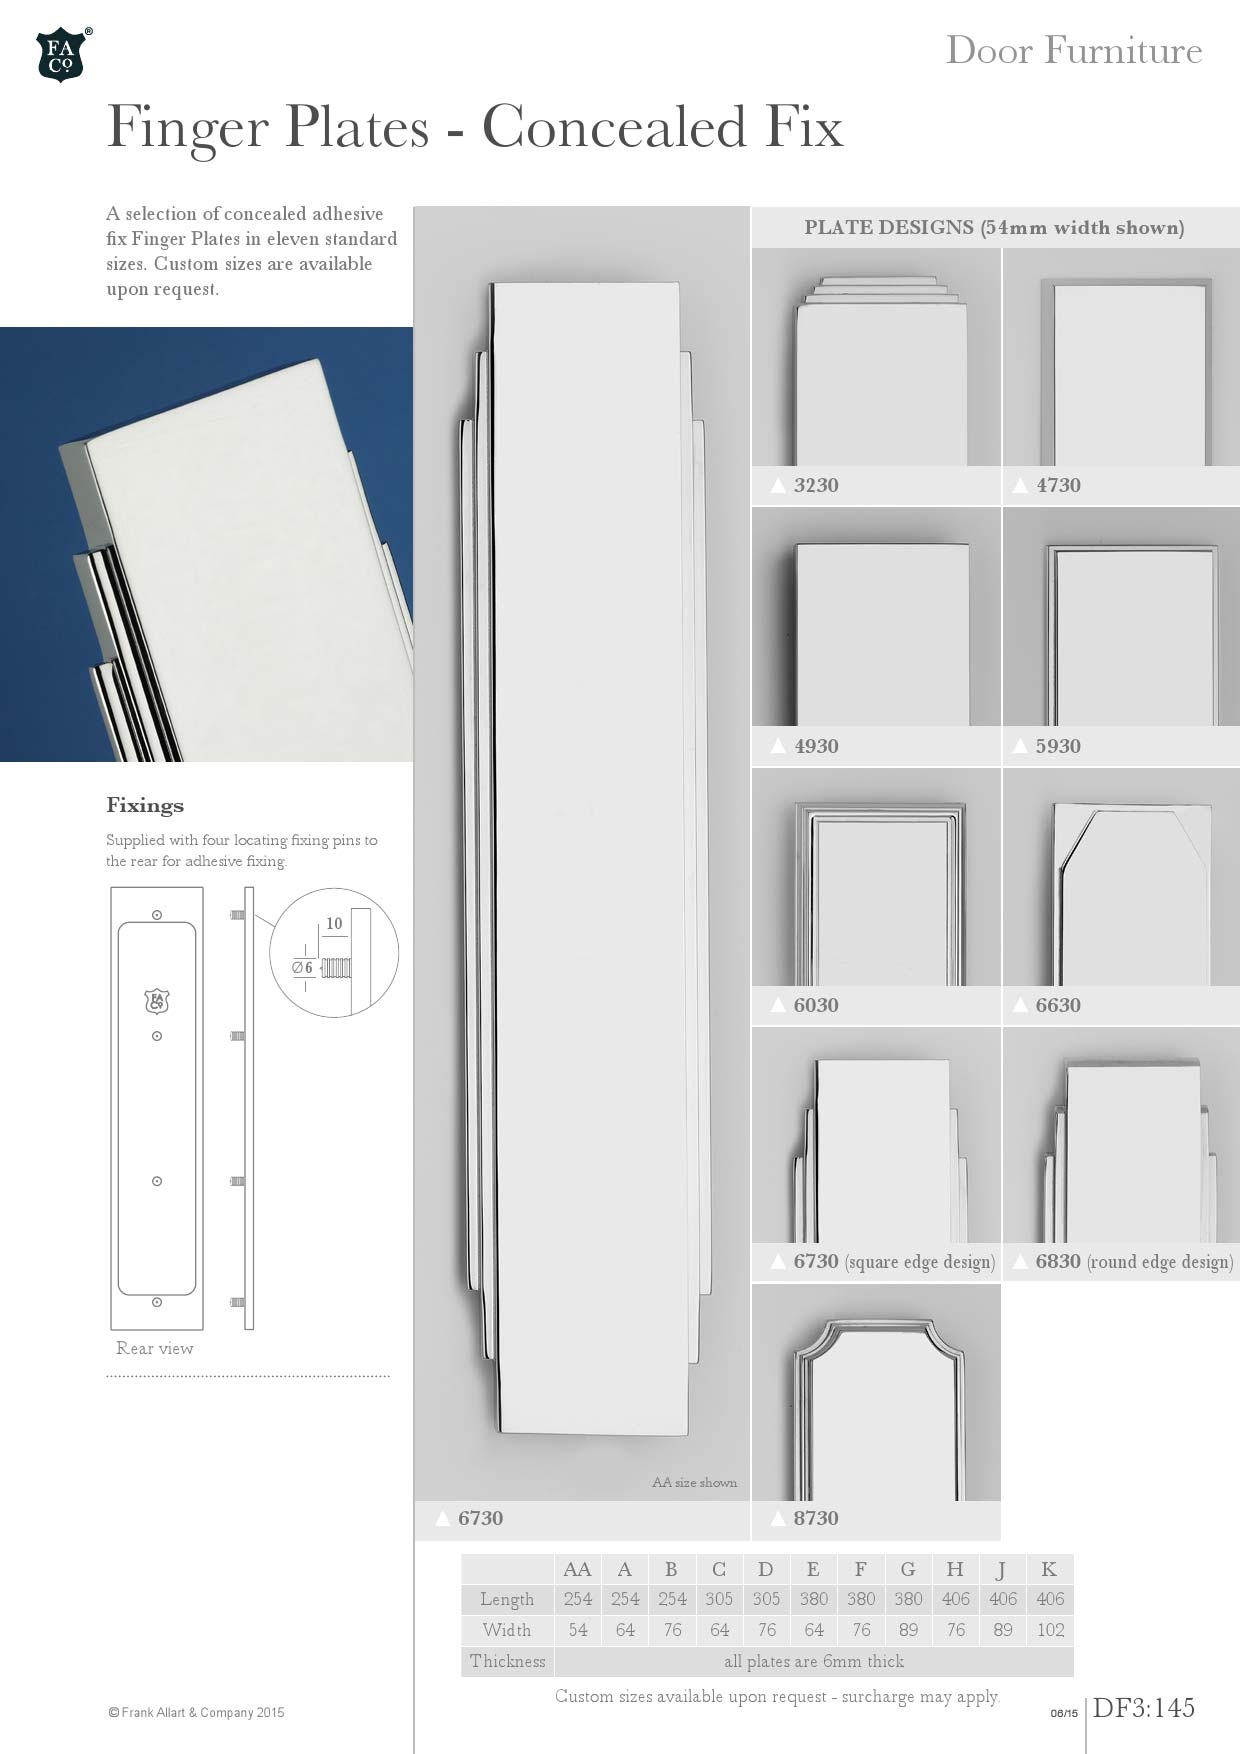 FA
Co.
®
Door Furniture
Finger Plates - Concealed Fix
A selection of concealed adhesive
fix Finger Plates in eleven standard
sizes. Custom sizes are available
upon request.
PLATE DESIGNS (54mm width shown)
3230
4730
4930
5930
Fixings
Supplied with four locating fixing pins to
the rear for adhesive fixing.
10
Ø6
FA
Co
Rear view
6030
6630
6730 (square edge design)
6830 (round edge design)
AA size shown
6730
8730
AA A B C D E F G H J K
Length 254 254 254 305 305 380 380 380 406 406 406
Width 54 64 76 64 76 64 76 89 76 89 102
Thickness all plates are 6mm thick
Custom sizes available upon request - surcharge may apply.
© Frank Allart & Company 2015
06/15
DF3:145